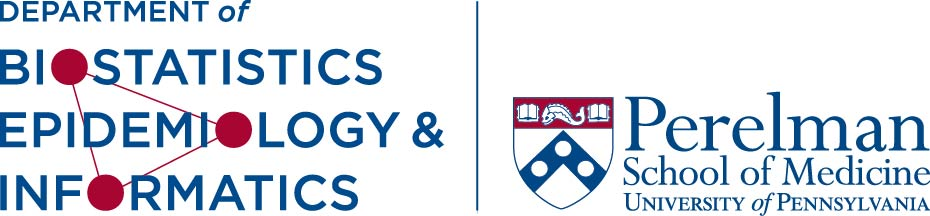 DEPARTMENT of
BIOSTATISTICS
EPIDEMIOLOGY &
INFORMATICS
Perelman
School of Medicine
UNIVERSITY of PENNSYLVANIA